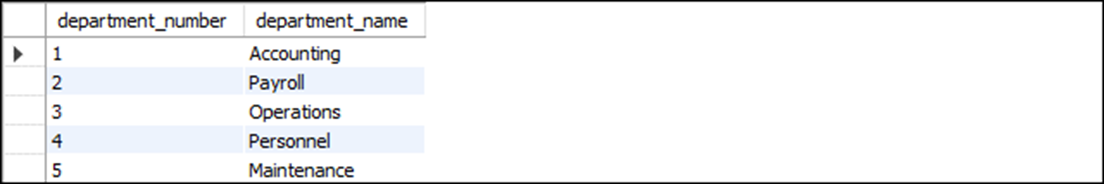 department_number department_name
1 Accounting
2 Payroll
3 Operations
4 Personnel
5 Maintenance